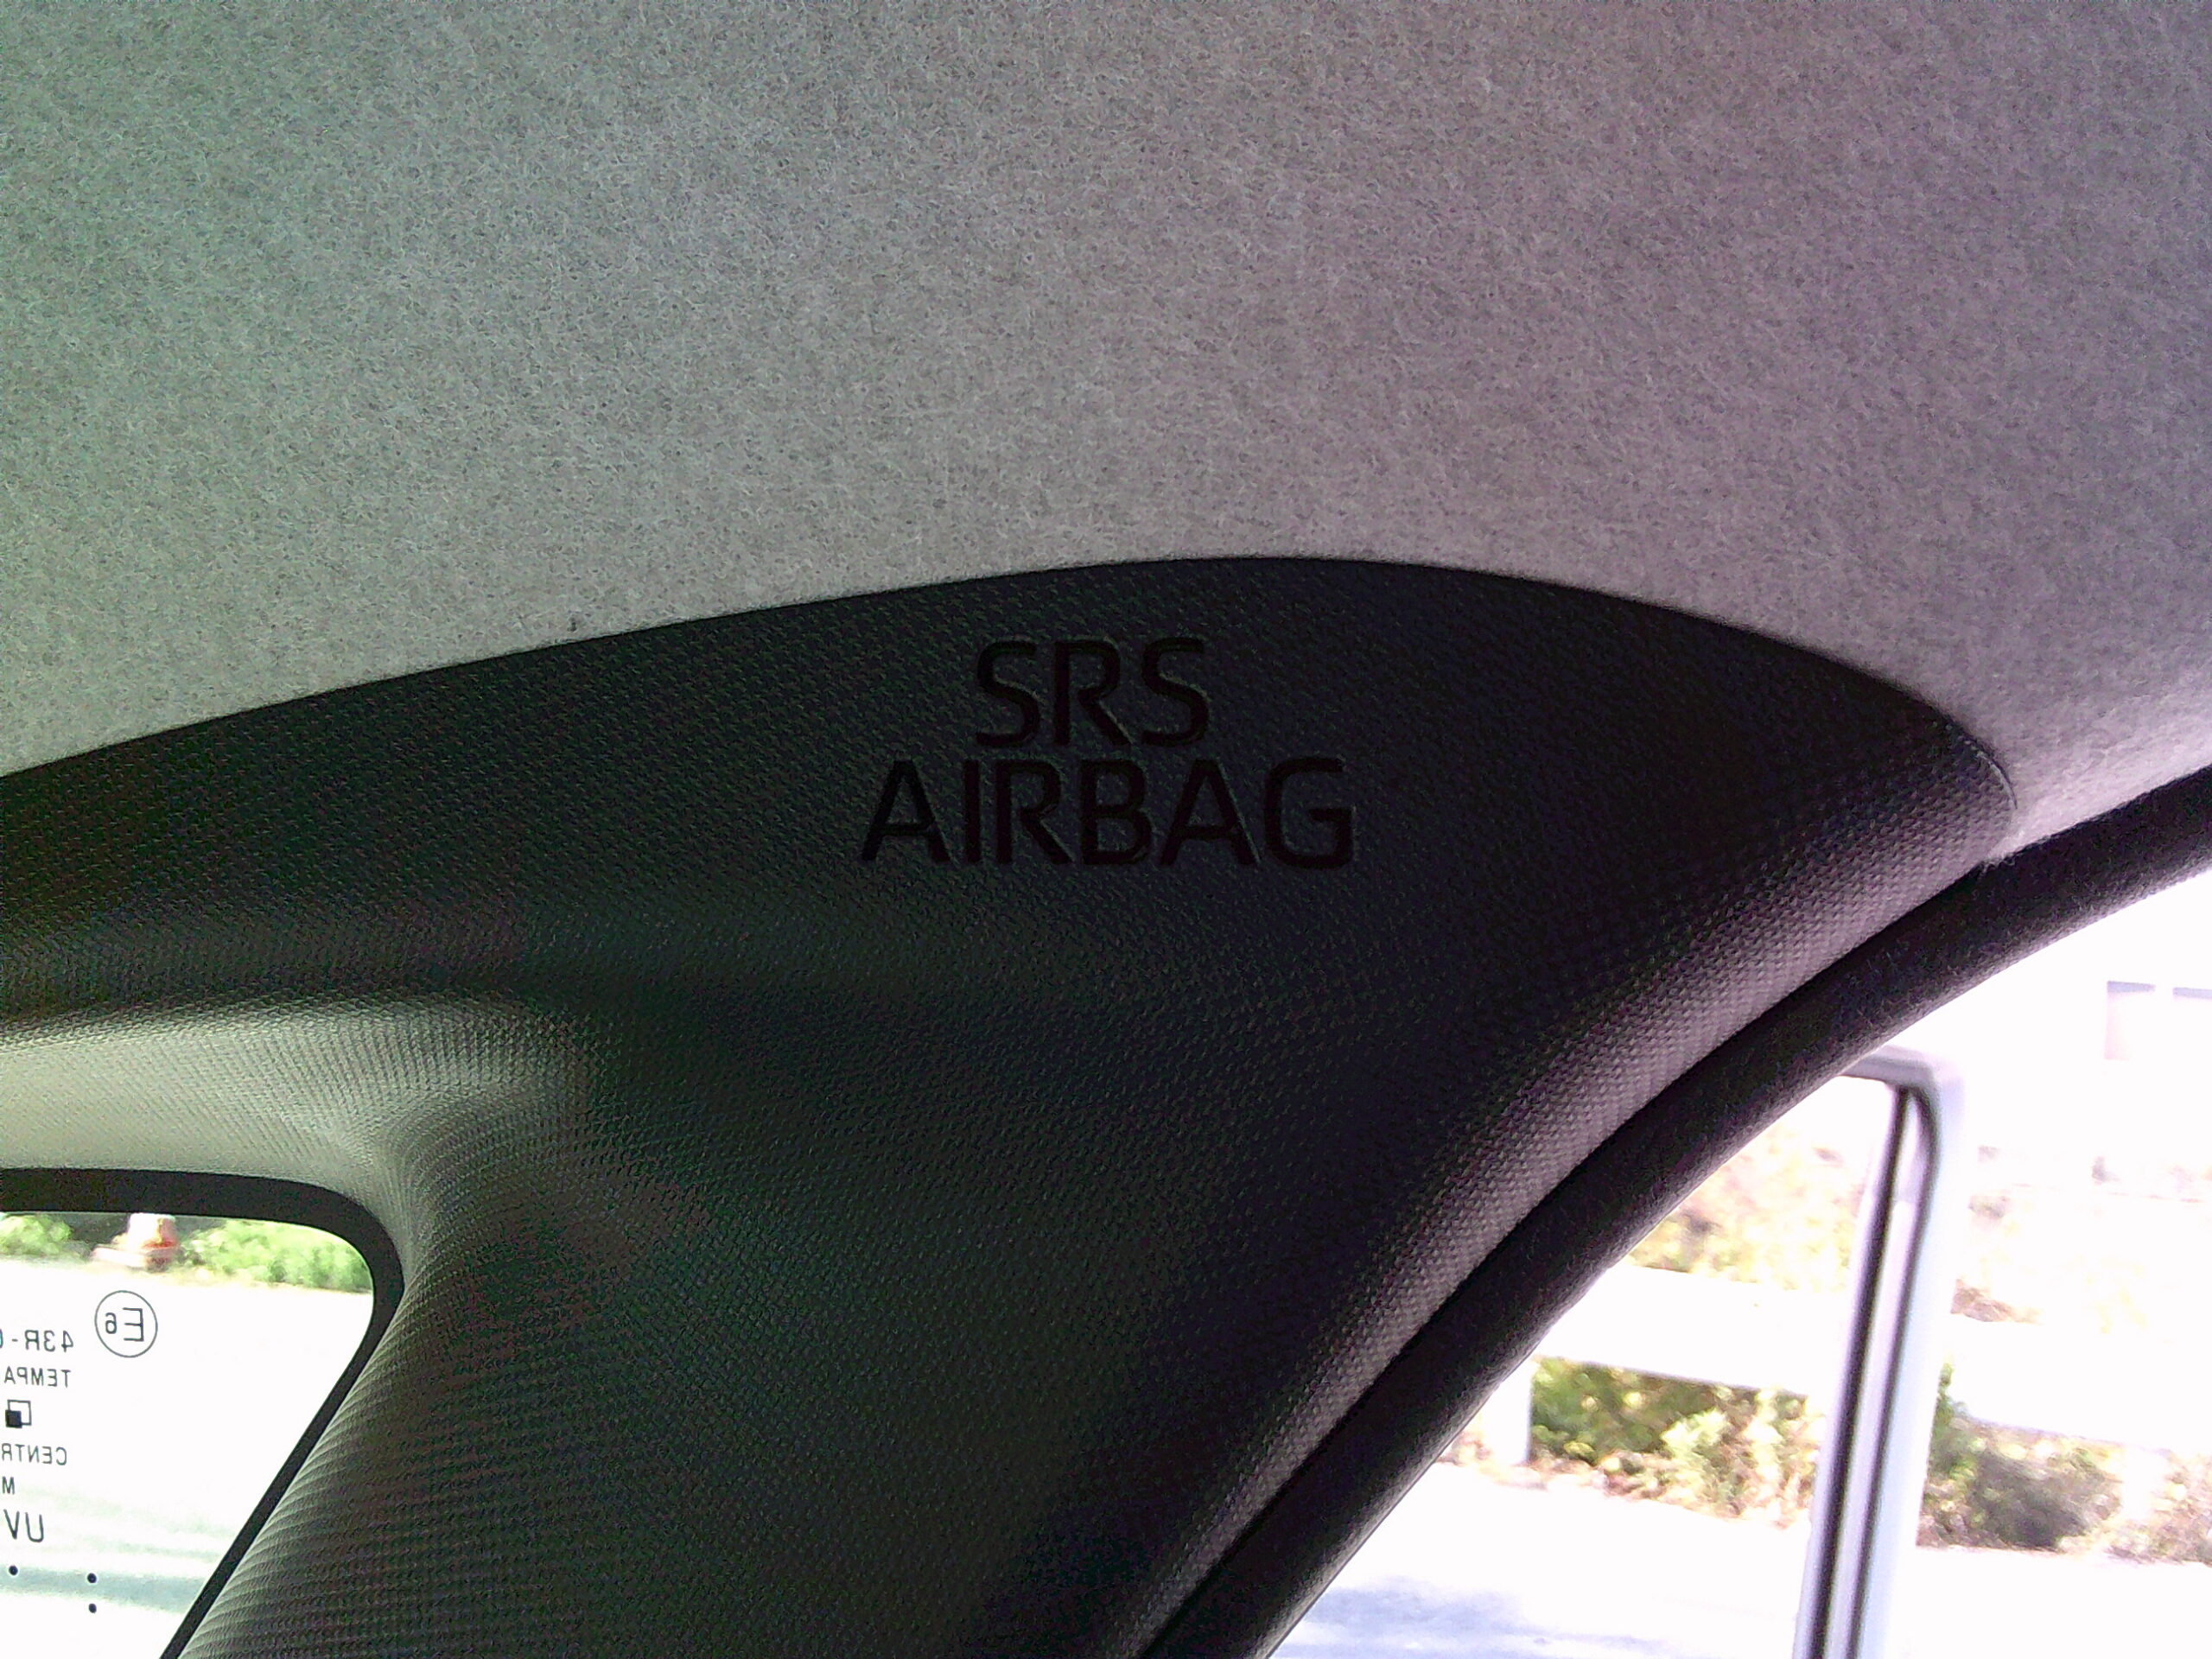 SRS
AIRBAG
E6
43R-
TEMPA
CENTR
M
UV